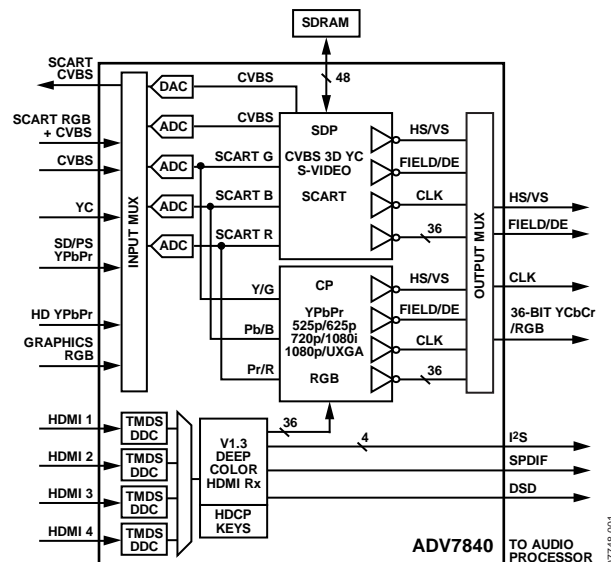 SDRAM
48
SCART
CVBS
SCART RGB
+ CVBS
CVBS
YC
SD/PS
YPbPr
HD YPbPr
GRAPHICS
RGB
INPUT MUX
DAC
ADC
ADC
ADC
ADC
CVBS
CVBS
SCART G
SCART B
SCART R
SDP
CVBS 3D YC
S-VIDEO
SCART
HS/VS
FIELD/DE
CLK
36
Y/G
Pb/B
Pr/R
CP
YPbPr
525p/625p
720p/1080i
1080p/UXGA
RGB
HS/VS
FIELD/DE
CLK
36
OUTPUT MUX
HS/VS
FIELD/DE
CLK
36-BIT YCbCr
/RGB
HDMI 1
HDMI 2
HDMI 3
HDMI 4
TMDS
DDC
TMDS
DDC
TMDS
DDC
TMDS
DDC
V1.3
DEEP
COLOR
HDMI Rx
HDCP
KEYS
36
4
I2S
SPDIF
DSD
ADV7840
TO AUDIO
PROCESSOR